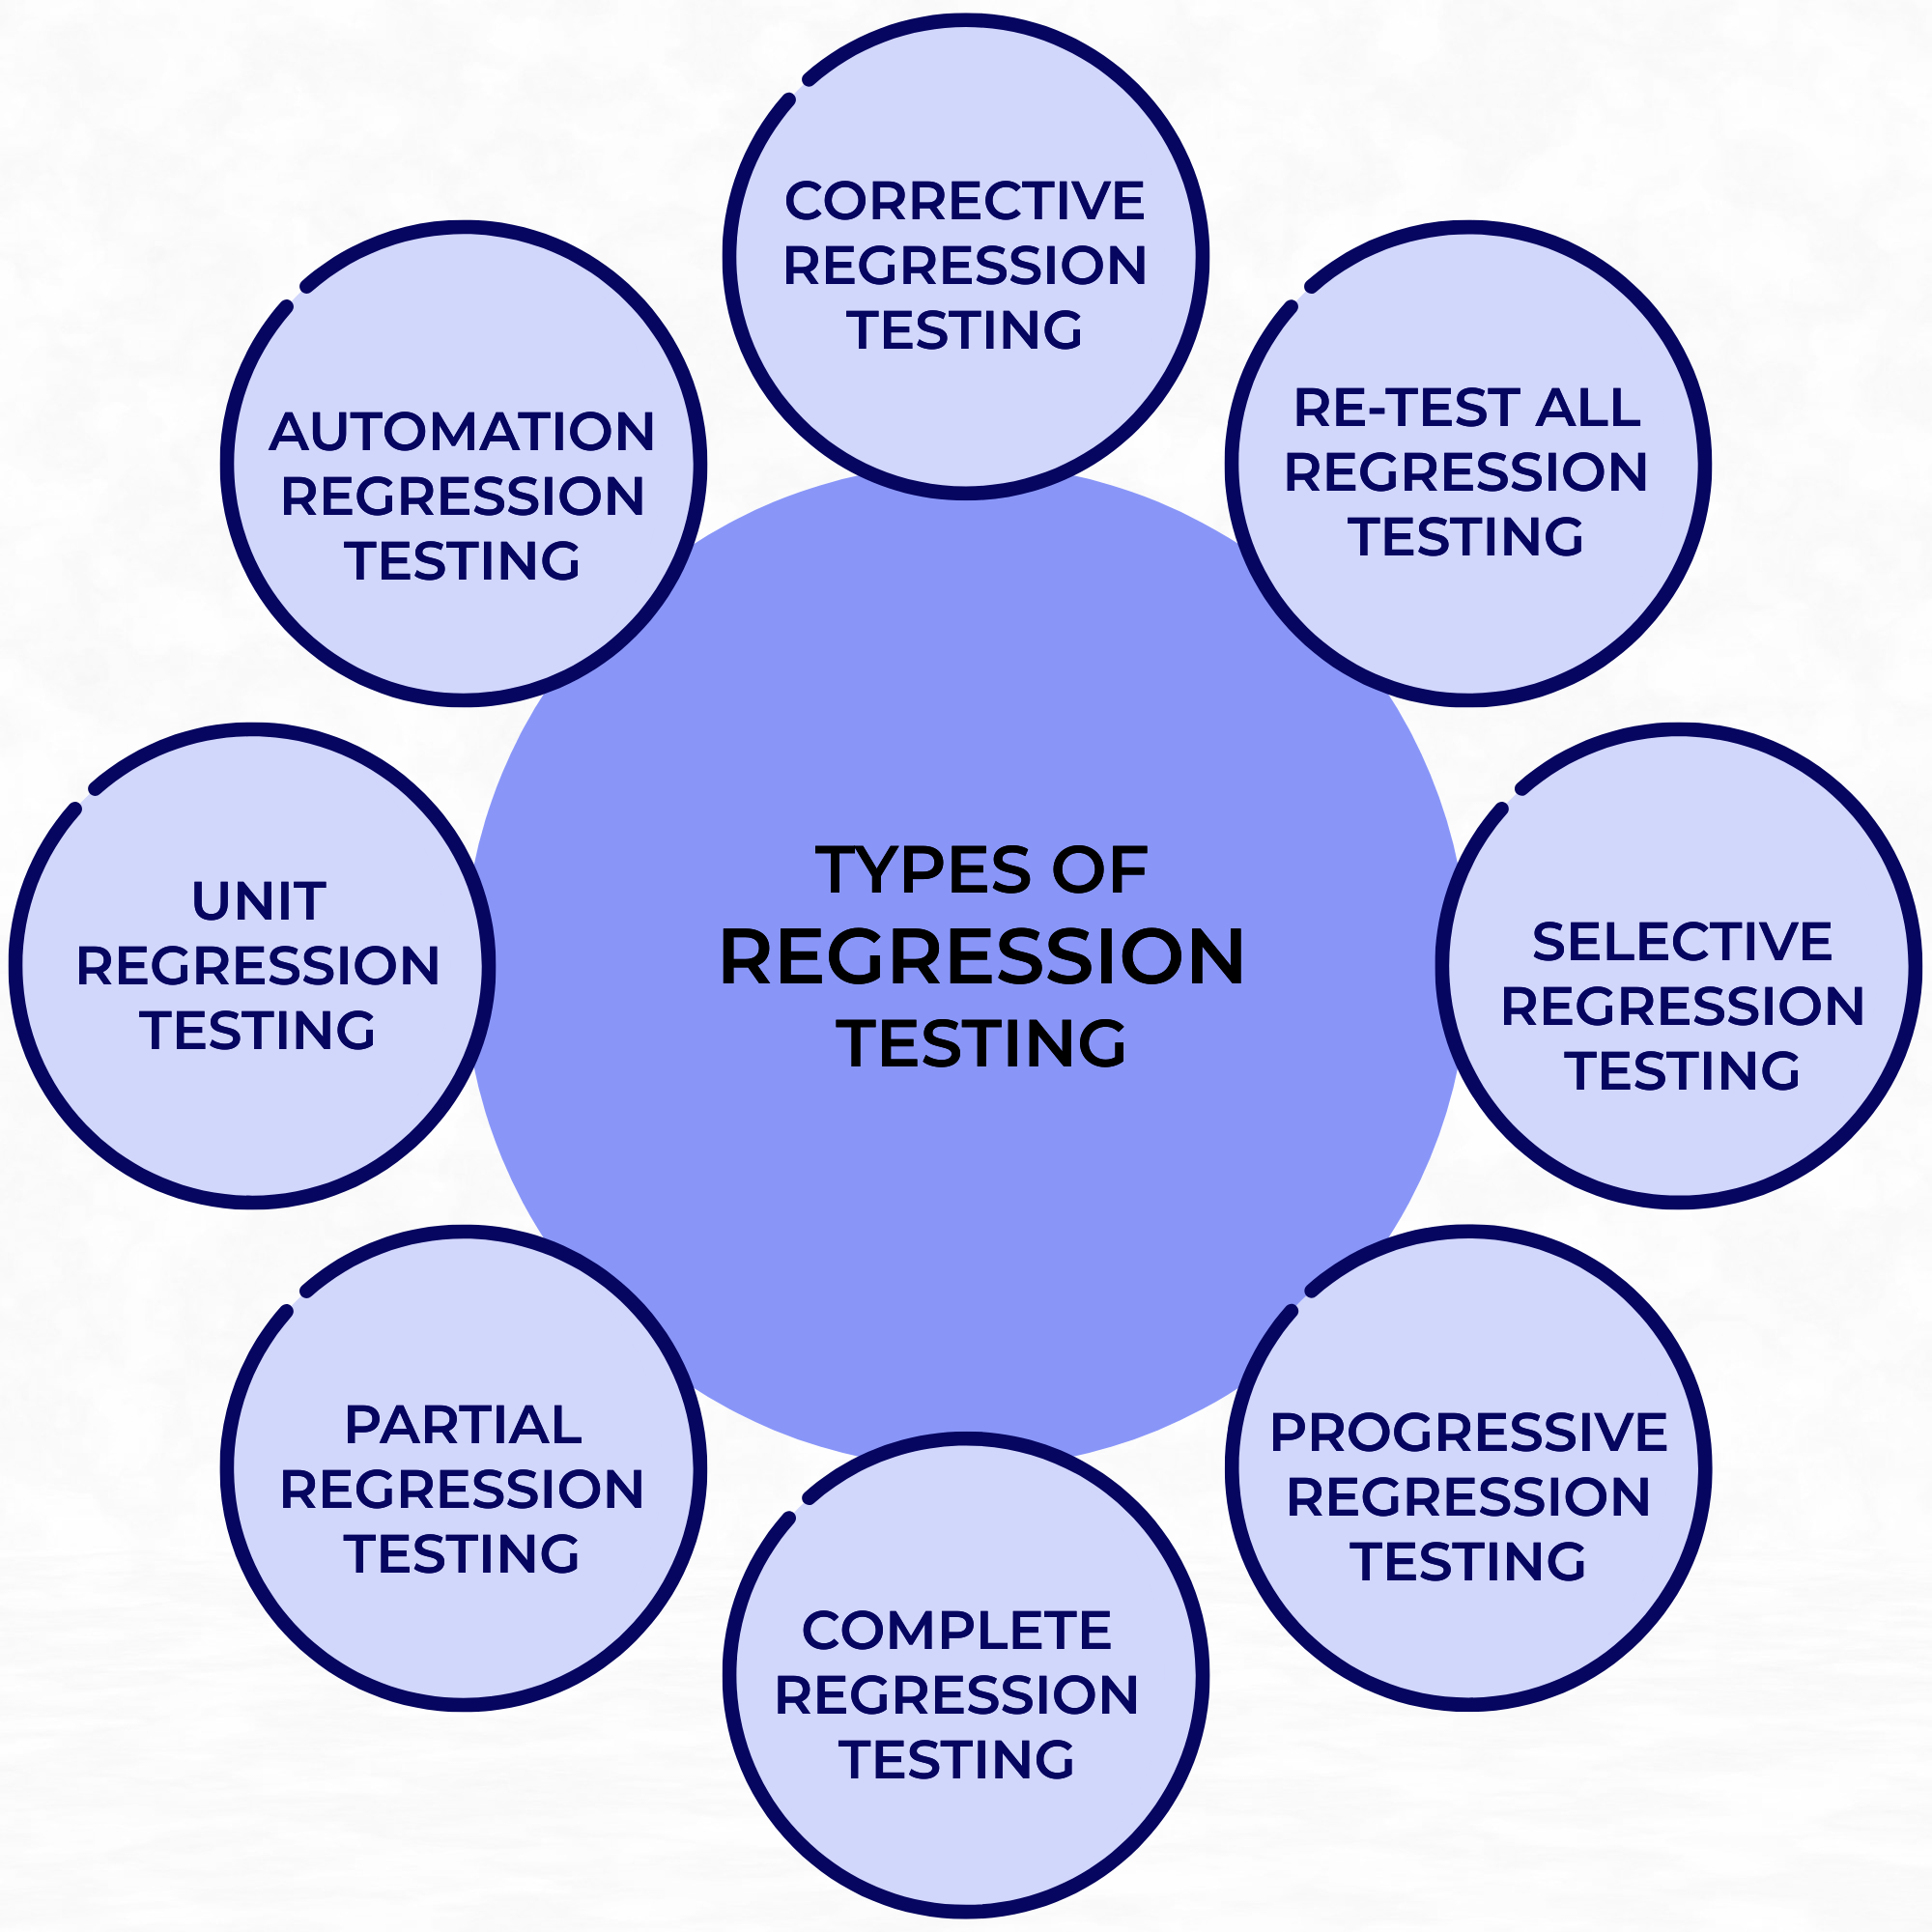 CORRECTIVE
REGRESSION
TESTING
RE-TEST ALL
REGRESSION
TESTING
SELECTIVE
REGRESSION
TESTING
PROGRESSIVE
REGRESSION
TESTING
COMPLETE
REGRESSION
TESTING
PARTIAL
REGRESSION
TESTING
UNIT
REGRESSION
TESTING
AUTOMATION
REGRESSION
TESTING
TYPES OF
REGRESSION
TESTING